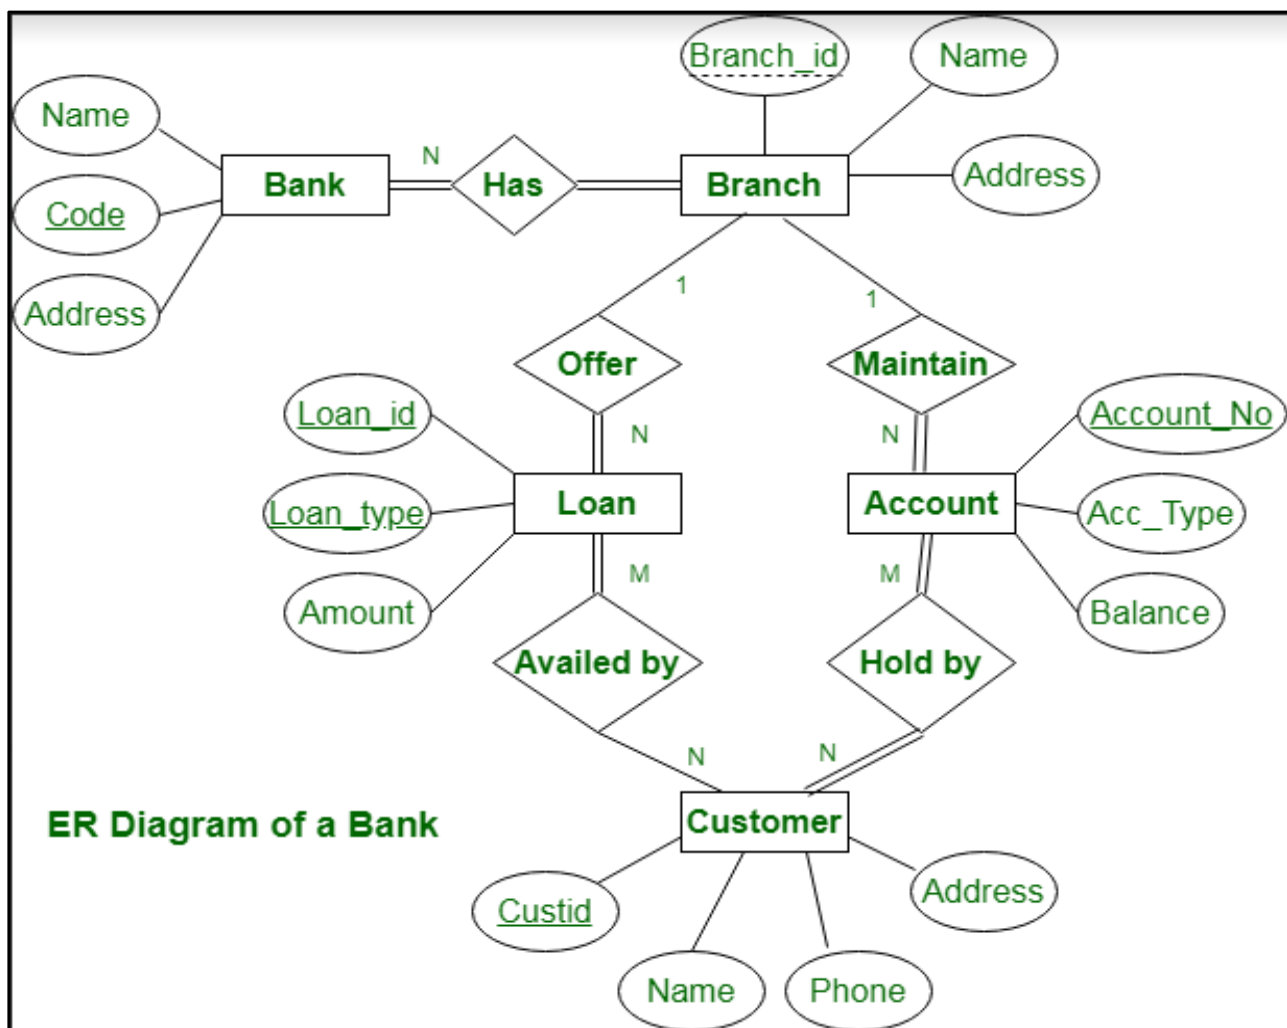 Branch_id
Name
Name
Bank
N
Has
Branch
Address
Code
Address
1
1
Offer
Maintain
Loan_id
N
N
Account_No
Loan
Account
Loan_type
Acc_Type
M
M
Amount
Balance
Availed by
Hold by
N
N
ER Diagram of a Bank
Customer
Custid
Address
Name
Phone